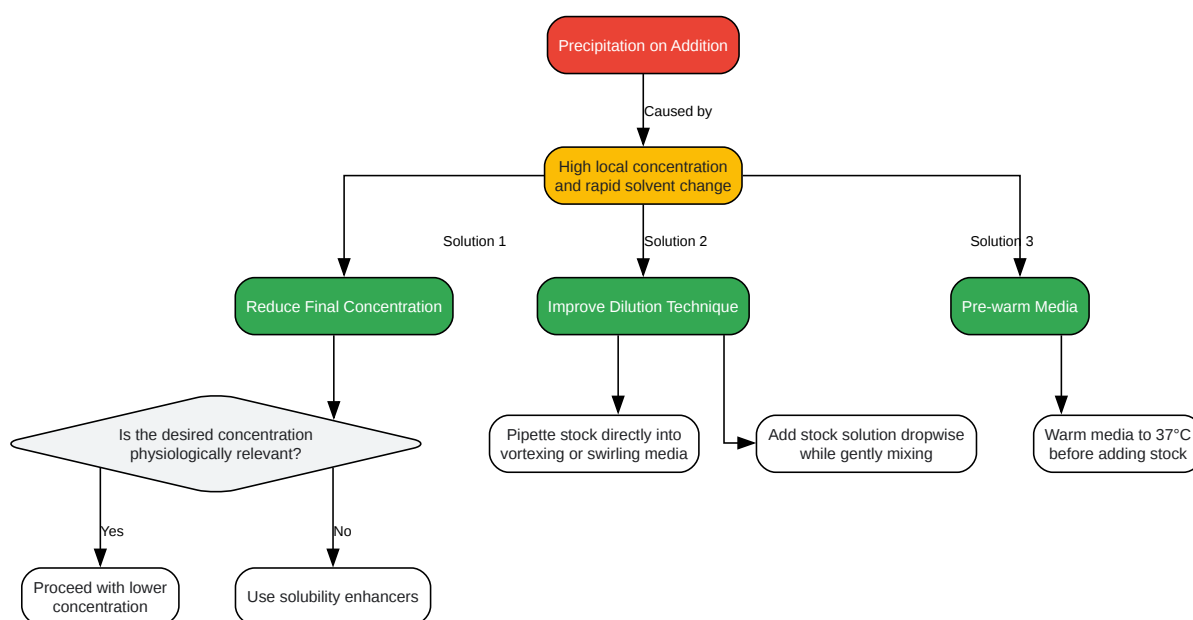 Precipitation on Addition
Caused by
High local concentration
and rapid solvent change
Solution 1
Solution 2
Solution 3
Reduce Final Concentration
Improve Dilution Technique
Pre-warm Media
Is the desired concentration
physiologically relevant?
Pipette stock directly into
vortexing or swirling media
Add stock solution dropwise
while gently mixing
Warm media to 37°C
before adding stock
Yes
No
Proceed with lower
concentration
Use solubility enhancers